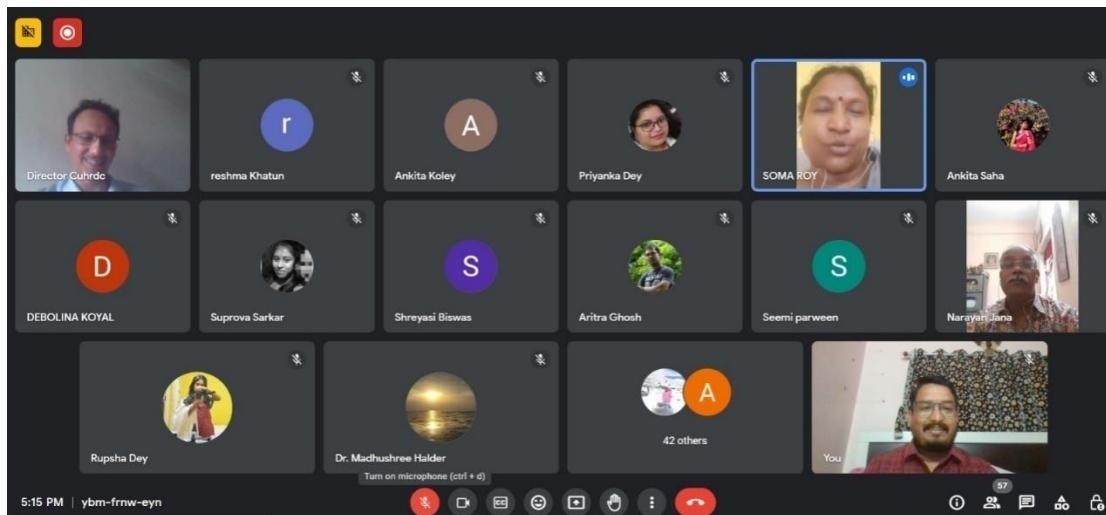 Director Cuhrdc
r
reshma Khatun
A
Ankita Koley
Priyanka Dey
SOMA ROY
Ankita Saha
D
DEBOLINA KOYAL
Suprova Sarkar
S
Shreyasi Biswas
Aritra Ghosh
S
Seemi parween
Narayan Jana
Rupsha Dey
Dr. Madhushree Halder
A
42 others
You
Turn on microphone (ctrl + d)
5:15 PM | ybm-frnw-eyn
CC
57